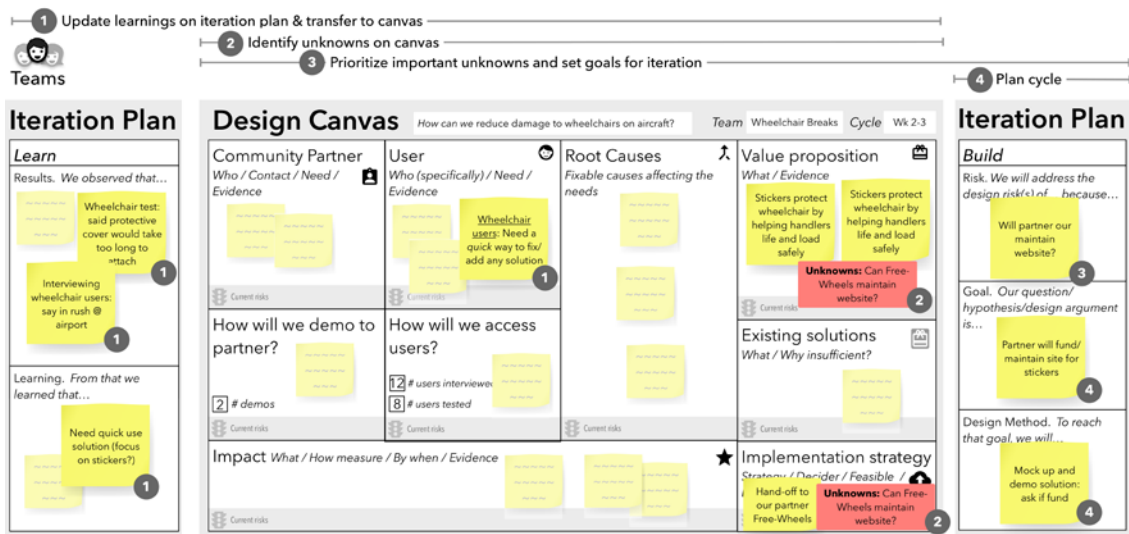 1 Update learnings on iteration plan & transfer to canvas
2 Identify unknowns on canvas
3 Prioritize important unknowns and set goals for iteration
4 Plan cycle
Teams
Iteration Plan
Learn
Results. We observed that...
Wheelchair test:
said protective
cover would take
too long to
attach
1
Interviewing
wheelchair users:
say in rush @
airport
1
Learning. From that we
learned that...
Need quick use
solution (focus
on stickers?)
1
Design Canvas
How can we reduce damage to wheelchairs on aircraft?
Team Wheelchair Breaks Cycle Wk 2-3
Community Partner
Who / Contact / Need /
Evidence
Current risks
User
Who (specifically) / Need /
Evidence
Wheelchair
users: Need a
quick way to fix/
add any solution
1
Current risks
Root Causes
Fixable causes affecting the
needs
Current risks
Value proposition
What / Evidence
Stickers protect
wheelchair by
helping handlers
life and load
safely
Stickers protect
wheelchair by
helping handlers
life and load
safely
Unknowns: Can Free-
Wheels maintain
website?
2
Current risks
How will we demo to
partner?
2 # demos
Current risks
How will we access
users?
12 # users interviewed
8 # users tested
Current risks
Existing solutions
What / Why insufficient?
Current risks
Impact What / How measure / By when / Evidence
Current risks
Implementation strategy
Strategy / Decider / Feasible /
Hand-off to
our partner
Free-Wheels
Unknowns: Can Free-
Wheels maintain
website?
2
Iteration Plan
Build
Risk. We will address the
design risk(s) of... because...
Will partner our
maintain
website?
3
Goal. Our question/
hypothesis/design argument
is...
Partner will fund/
maintain site for
stickers
4
Design Method. To reach
that goal, we will...
Mock up and
demo solution:
ask if fund
4